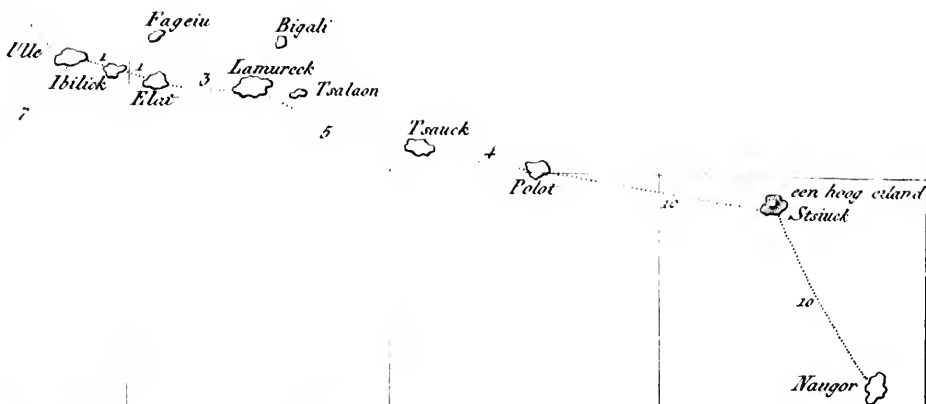 Fageiu
Bigali
Ulle
1
1
3
Lamureck
Ibilick
Elat
Tsalaon
7
5
Tsauck
4
Polot
10
een hoog eiland
Stsiuck
10
Naugor